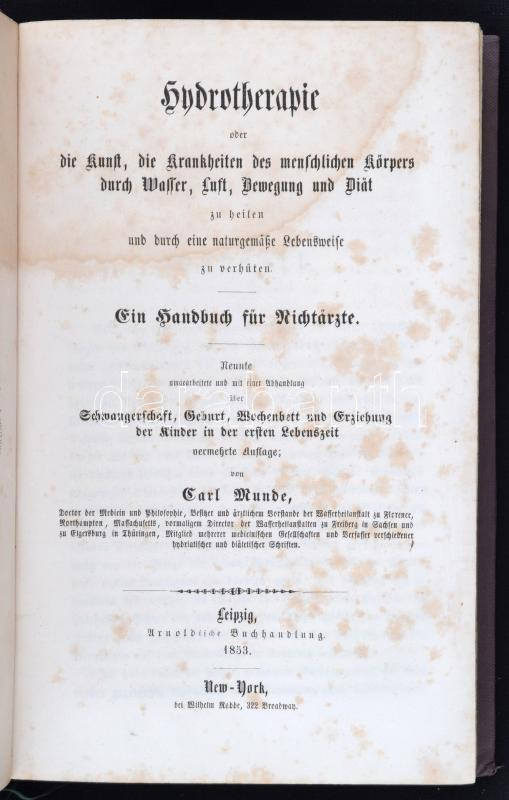 Hydrotherapie
oder
die Kunst, die Krankheiten des menschlichen Körpers
durch Wasser, Luft, Bewegung und Diät
zu heilen
und durch eine naturgemäße Lebensweise
zu verhüten.
Ein Handbuch für Nichtärzte.
Neunte
umgearbeitete und mit einer Abhandlung
über
Schwangerschaft, Geburt, Wochenbett und Erziehung
der Kinder in der ersten Lebenszeit
vermehrte Auflage;
von
Carl Munde,
Doctor der Medicin und Philosophie, Besitzer und ärztlichem Vorstande der Wasserheilanstalt zu Florence,
Northampton, Massachusetts, vormaligem Director der Wasserheilanstalten zu Freiberg in Sachsen und
zu Elgersburg in Thüringen, Mitglied mehrerer medicinischen Gesellschaften und Verfasser verschiedener
hydriatischer und diätetischer Schriften.
Leipzig,
Arnoldische Buchhandlung.
1853.
New-York,
bei Wilhelm Radde, 322 Broadway.
darabanth